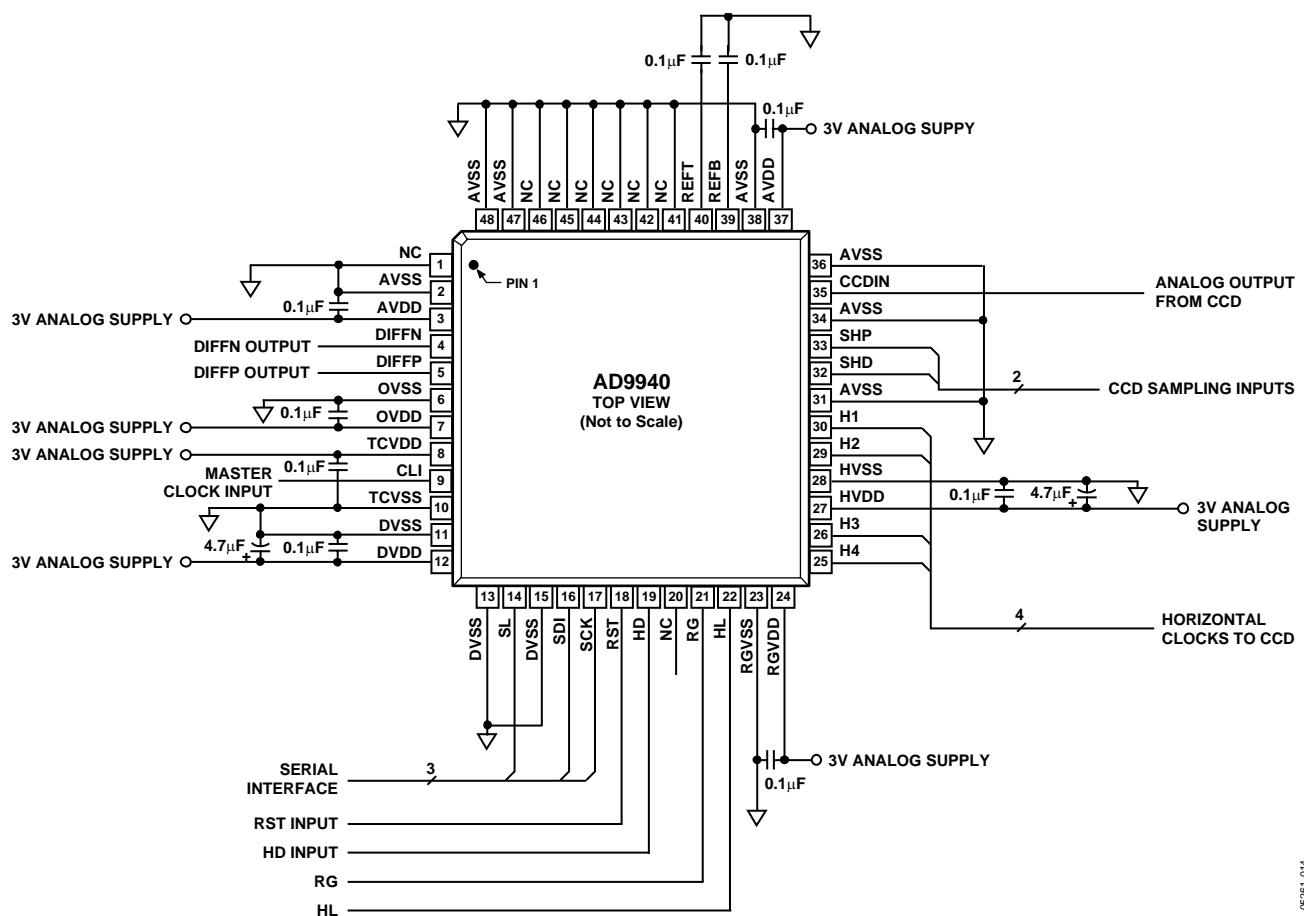 0.1µF
0.1µF
0.1µF
3V ANALOG SUPPY
AVSS
AVSS
NC
NC
NC
NC
NC
NC
REFT
REFB
AVSS
AVDD
48
47
46
45
44
43
42
41
40
39
38
37
NC
1
AVSS
2
0.1µF
3V ANALOG SUPPLY
AVDD
3
DIFFN OUTPUT
DIFFN
4
DIFFP OUTPUT
DIFFP
5
OVSS
6
0.1µF
3V ANALOG SUPPLY
OVDD
7
3V ANALOG SUPPLY
TCVDD
8
0.1µF
MASTER
CLOCK INPUT
CLI
9
TCVSS
10
DVSS
11
4.7µF
+
0.1µF
3V ANALOG SUPPLY
DVDD
12
PIN 1
AD9940
TOP VIEW
(Not to Scale)
36
AVSS
35
CCDIN
ANALOG OUTPUT
FROM CCD
34
AVSS
33
SHP
32
SHD
2
CCD SAMPLING INPUTS
31
AVSS
30
H1
29
H2
28
HVSS
0.1µF
4.7µF
+
27
HVDD
3V ANALOG
SUPPLY
26
H3
25
H4
4
HORIZONTAL
CLOCKS TO CCD
13
14
15
16
17
18
19
20
21
22
23
24
DVSS
SL
DVSS
SDI
SCK
RST
HD
NC
RG
HL
RGVSS
RGVDD
3V ANALOG SUPPLY
0.1µF
SERIAL
INTERFACE
3
RST INPUT
HD INPUT
RG
HL
05261-014